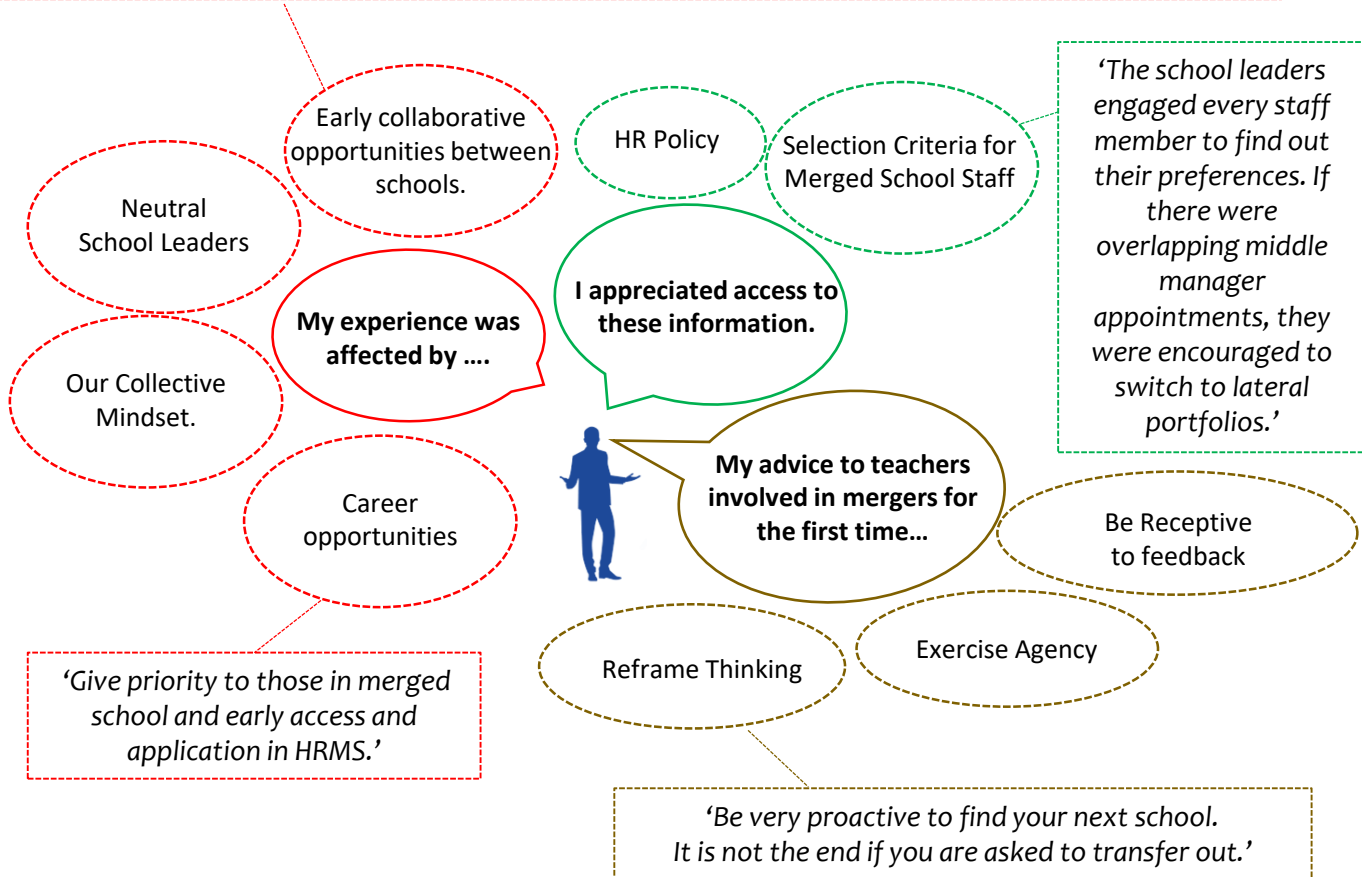 Early collaborative
opportunities between
schools.
Neutral
School Leaders
My experience was
affected by ....
Our Collective
Mindset.
Career
opportunities
‘Give priority to those in merged
school and early access and
application in HRMS.’
HR Policy
Selection Criteria for
Merged School Staff
I appreciated access to
these information.
‘The school leaders
engaged every staff
member to find out
their preferences. If
there were
overlapping middle
manager
appointments, they
were encouraged to
switch to lateral
portfolios.’
My advice to teachers
involved in mergers for
the first time…
Be Receptive
to feedback
Exercise Agency
Reframe Thinking
‘Be very proactive to find your next school.
It is not the end if you are asked to transfer out.’